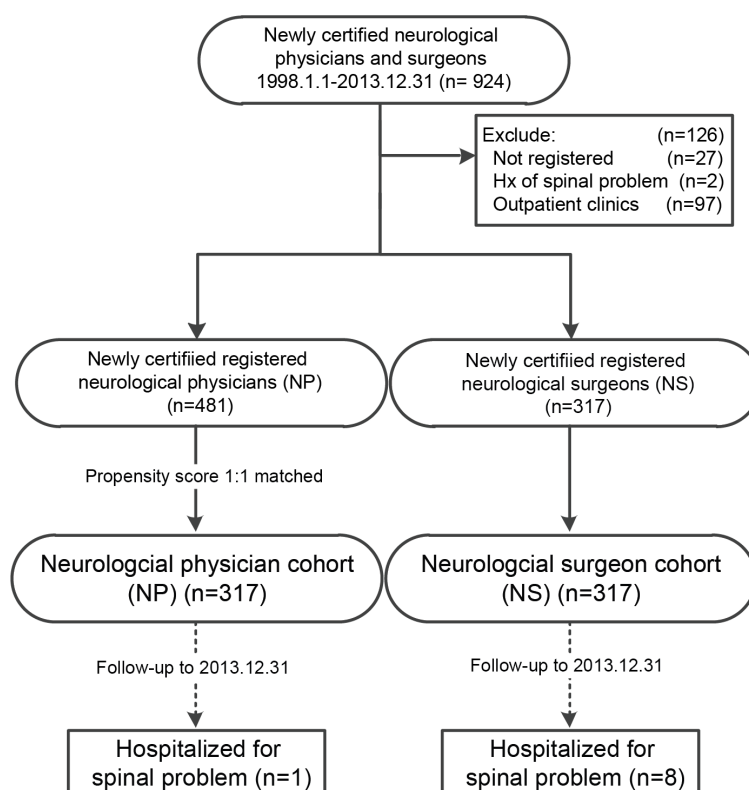 Newly certified neurological
physicians and surgeons
1998.1.1-2013.12.31 (n= 924)
Exclude: (n=126)
Not registered (n=27)
Hx of spinal problem (n=2)
Outpatient clinics (n=97)
Newly certifiied registered
neurological physicians (NP)
(n=481)
Newly certifiied registered
neurological surgeons (NS)
(n=317)
Propensity score 1:1 matched
Neurologcial physician cohort
(NP) (n=317)
Neurologcial surgeon cohort
(NS) (n=317)
Follow-up to 2013.12.31
Follow-up to 2013.12.31
Hospitalized for
spinal problem (n=1)
Hospitalized for
spinal problem (n=8)